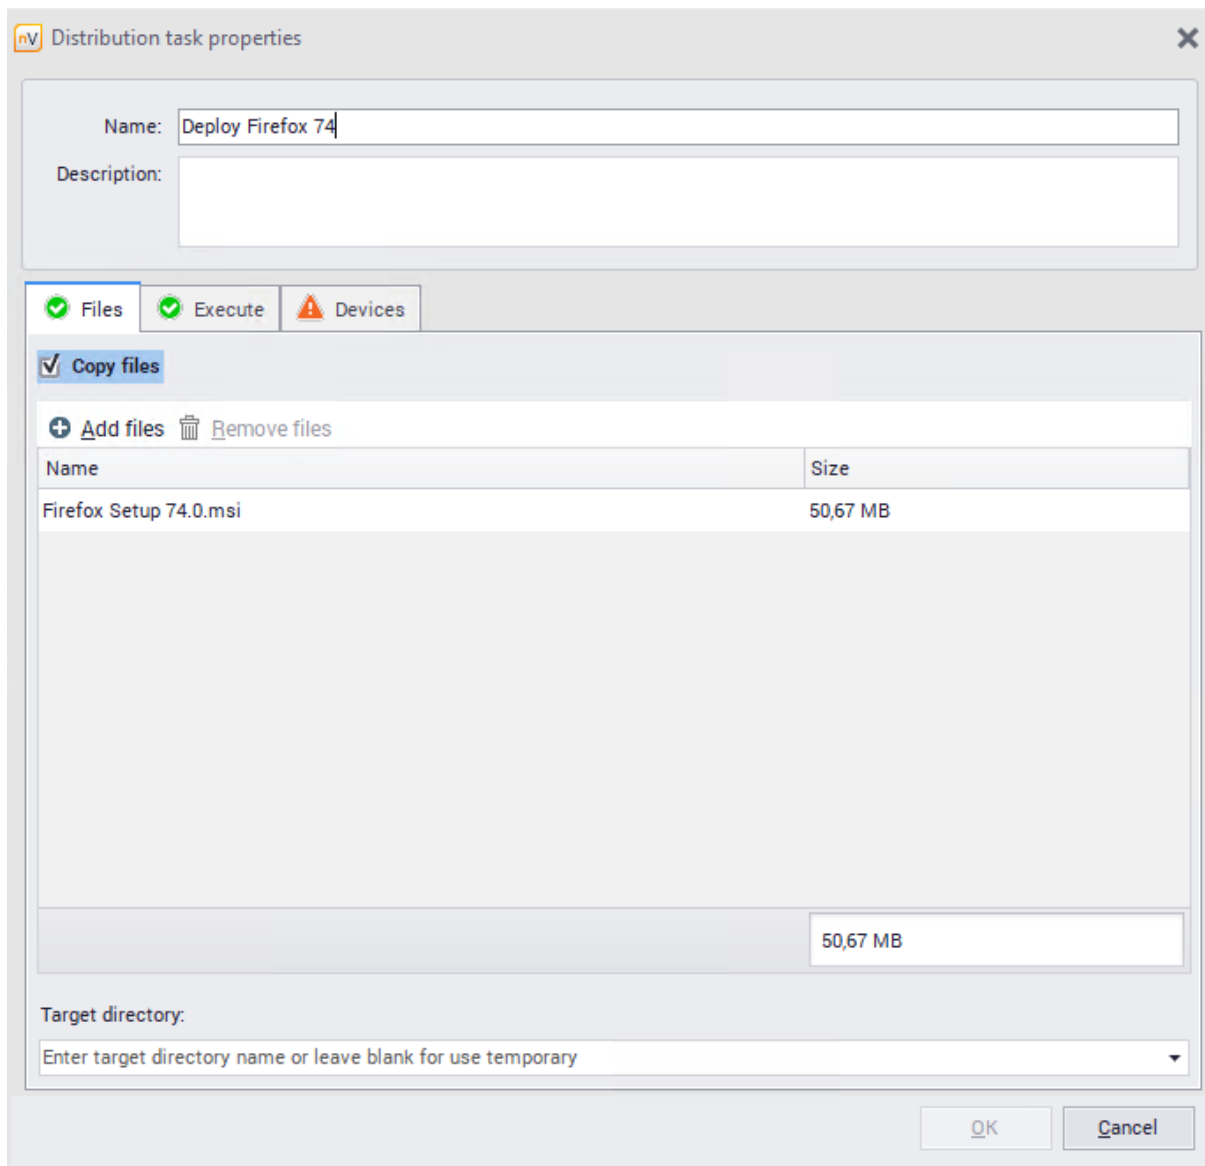 nV Distribution task properties
Name: Deploy Firefox 74
Description:
Files Execute Devices
Copy files
Add files Remove files
Name Size
Firefox Setup 74.0.msi 50,67 MB
50,67 MB
Target directory:
Enter target directory name or leave blank for use temporary
OK Cancel